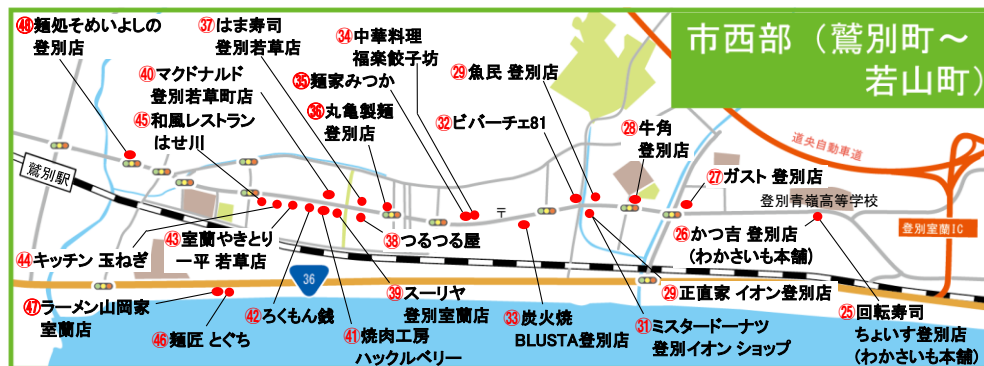 市西部（鷲別町～
若山町）
㊽麺処そめいよしの
登別店
㊲はま寿司
登別若草店
㉞中華料理
福楽餃子坊
㉟麺家みつか
㉙魚民 登別店
㊵マクドナルド
登別若草町店
㊱丸亀製麺
登別店
㊺和風レストラン
はせ川
㉜ビバーチェ81
㉘牛角
登別店
道央自動車道
㉗ガスト 登別店
鷲別駅
〒
登別青嶺高等学校
登別室蘭IC
㉖かつ吉 登別店
(わかさいも本舗)
㊳つるつる屋
㊸室蘭やきとり
一平 若草店
㊹キッチン 玉ねぎ
36
㊴スーリヤ
登別室蘭店
㉙正直家 イオン登別店
㊼ラーメン山岡家
室蘭店
㊻麺匠 とぐち
㊷ろくもん銭
㊶焼肉工房
ハックルベリー
㉝炭火焼
BLUSTA登別店
㉛ミスタードーナツ
登別イオン ショップ
㉕回転寿司
ちょいす登別店
(わかさいも本舗)